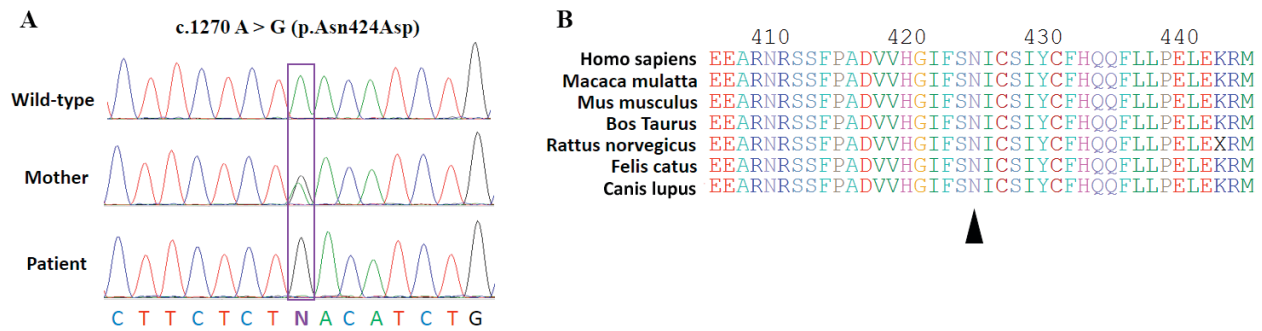 A
c.1270 A > G (p.Asn424Asp)
Wild-type
Mother
Patient
C T T C T C T N A C A T C T G
B
410 420 430 440
Homo sapiens EEARNRSSFPADVVHGIFSNICSIYCFHQQFLLPELEKRM
Macaca mulatta EEARNRSSFPADVVHGIFSNICSIYCFHQQFLLPELEKRM
Mus musculus EEARNRSSFPADVVHGIFSNICSIYCFHQQFLLPELEKRM
Bos Taurus EEARNRSSFPADVVHGIFSNICSIYCFHQQFLLPELEKRM
Rattus norvegicus EEARNRSSFPADVVHGIFSNICSIYCFHQQFLLPELEXRM
Felis catus EEARNRSSFPADVVHGIFSNICSIYCFHQQFLLPELEKRM
Canis lupus EEARNRSSFPADVVHGIFSNICSIYCFHQQFLLPELEKRM